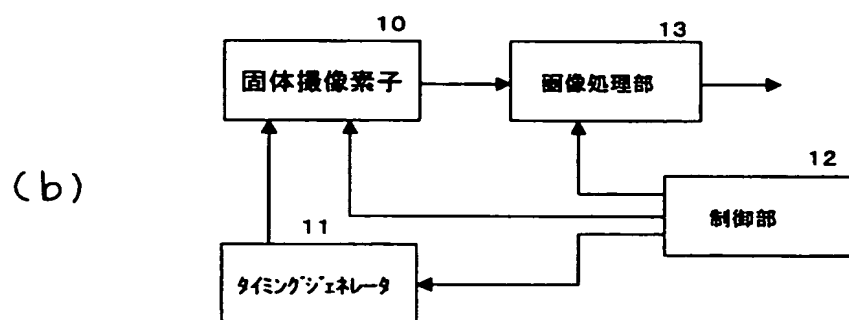 10
固体撮像素子
13
画像処理部
12
制御部
(b)
11
タイミングジェネレータ